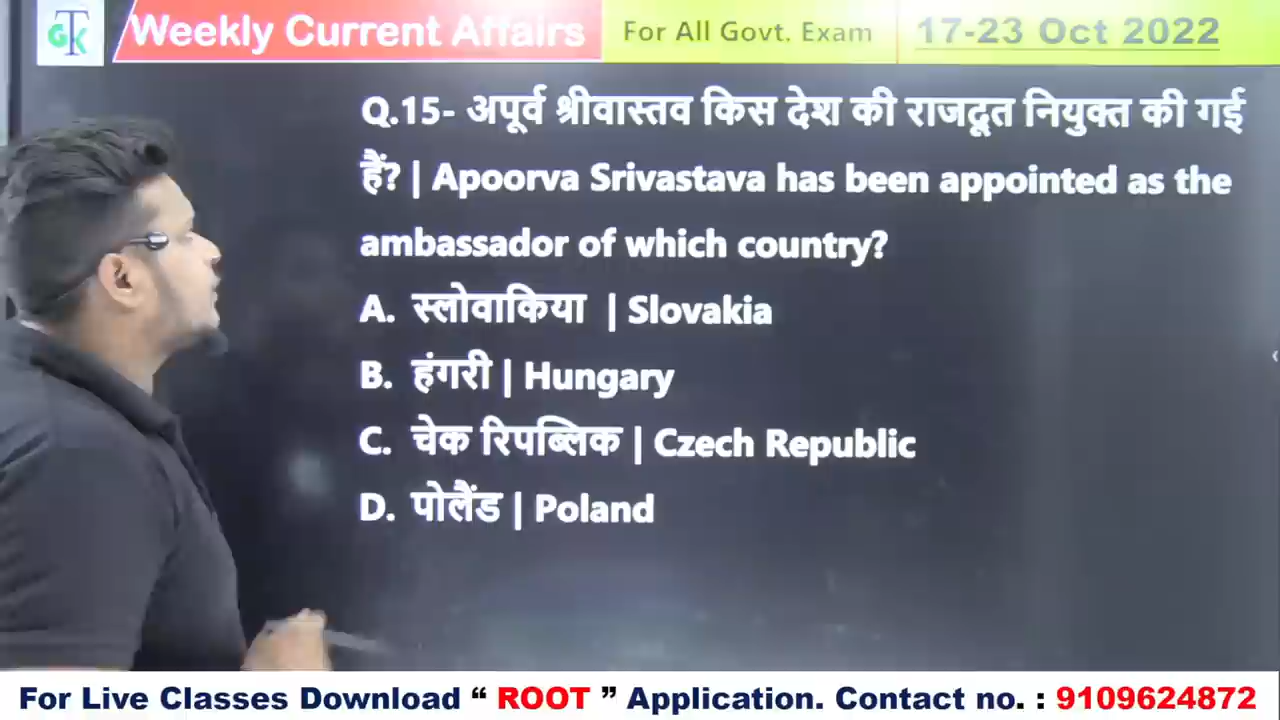 GTK
Weekly Current Affairs
For All Govt. Exam
17-23 Oct 2022
Q.15- अपूर्व श्रीवास्तव किस देश की राजदूत नियुक्त की गई
हैं? | Apoorva Srivastava has been appointed as the
ambassador of which country?
A. स्लोवाकिया | Slovakia
B. हंगरी | Hungary
C. चेक रिपब्लिक | Czech Republic
D. पोलैंड | Poland
For Live Classes Download “ ROOT ” Application. Contact no. : 9109624872